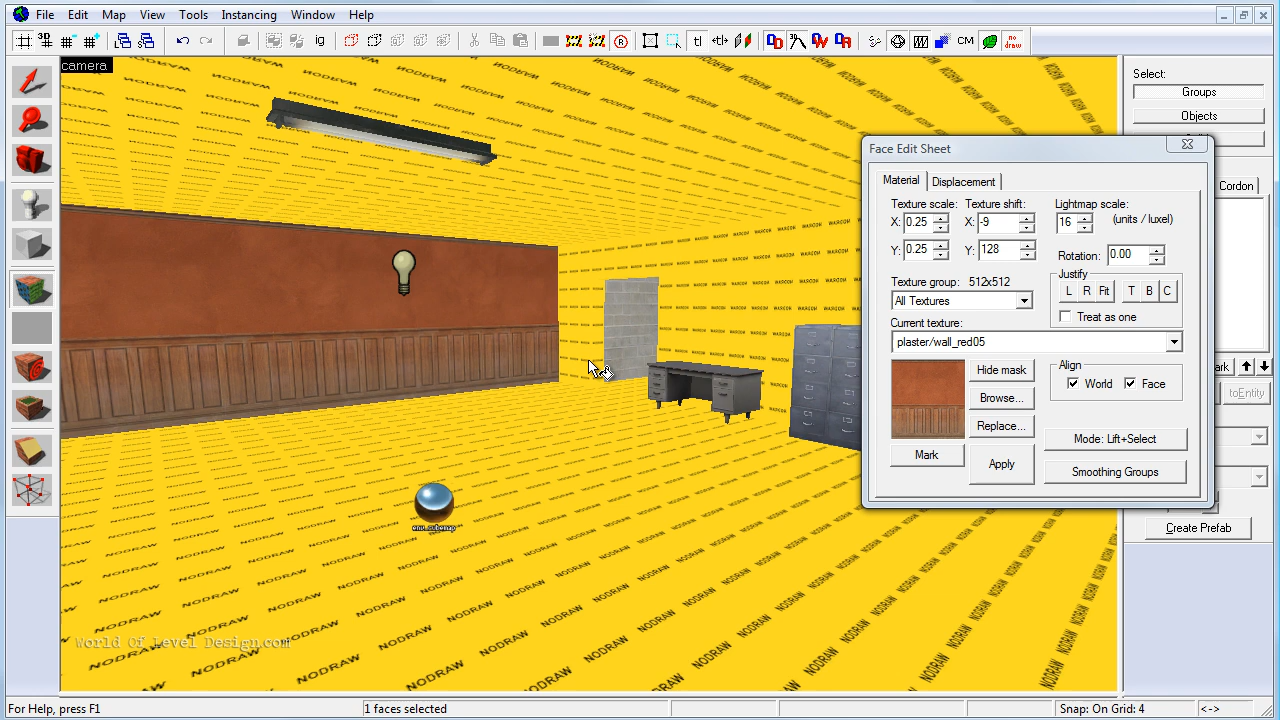 File Edit Map View Tools Instancing Window Help
camera
Select:
Groups
Objects
Cordon
Face Edit Sheet
Material Displacement
Texture scale: Texture shift: Lightmap scale:
X: 0.25 X: -9 16 (units / luxel)
Y: 0.25 Y: 128 Rotation: 0.00
Texture group: 512x512
All Textures
Justify
L R Fit T B C
Treat as one
Current texture:
plaster/wall_red05
Hide mask
Browse...
Replace...
Mark
Apply
Align
World Face
Mode: Lift+Select
Smoothing Groups
toEntity
Create Prefab
NODRAW
env_cubemap
World Of Level Design.com
For Help, press F1
1 faces selected
Snap: On Grid: 4
<->